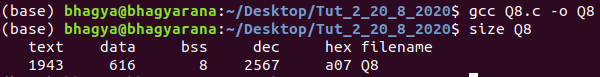 (base) bhagya@bhagyarana:~/Desktop/Tut_2_20_8_2020$ gcc Q8.c -o Q8
(base) bhagya@bhagyarana:~/Desktop/Tut_2_20_8_2020$ size Q8
text data bss dec hex filename
1943 616 8 2567 a07 Q8